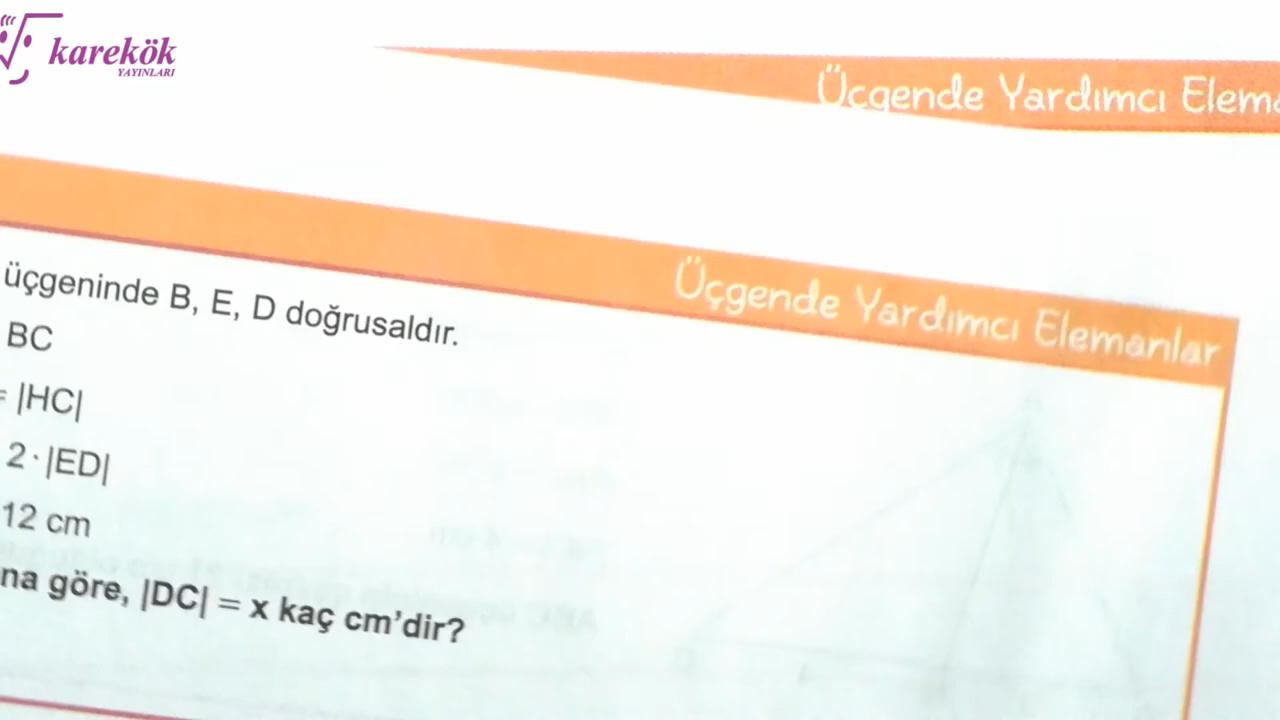 karekök
YAYINLARI
Üçgende Yardımcı
üçgeninde B, E, D doğrusaldır.
Üçgende Yardımcı Elemanlar
BC
= |HC|
2·|ED|
12 cm
na göre, |DC| = x kaç cm'dir?